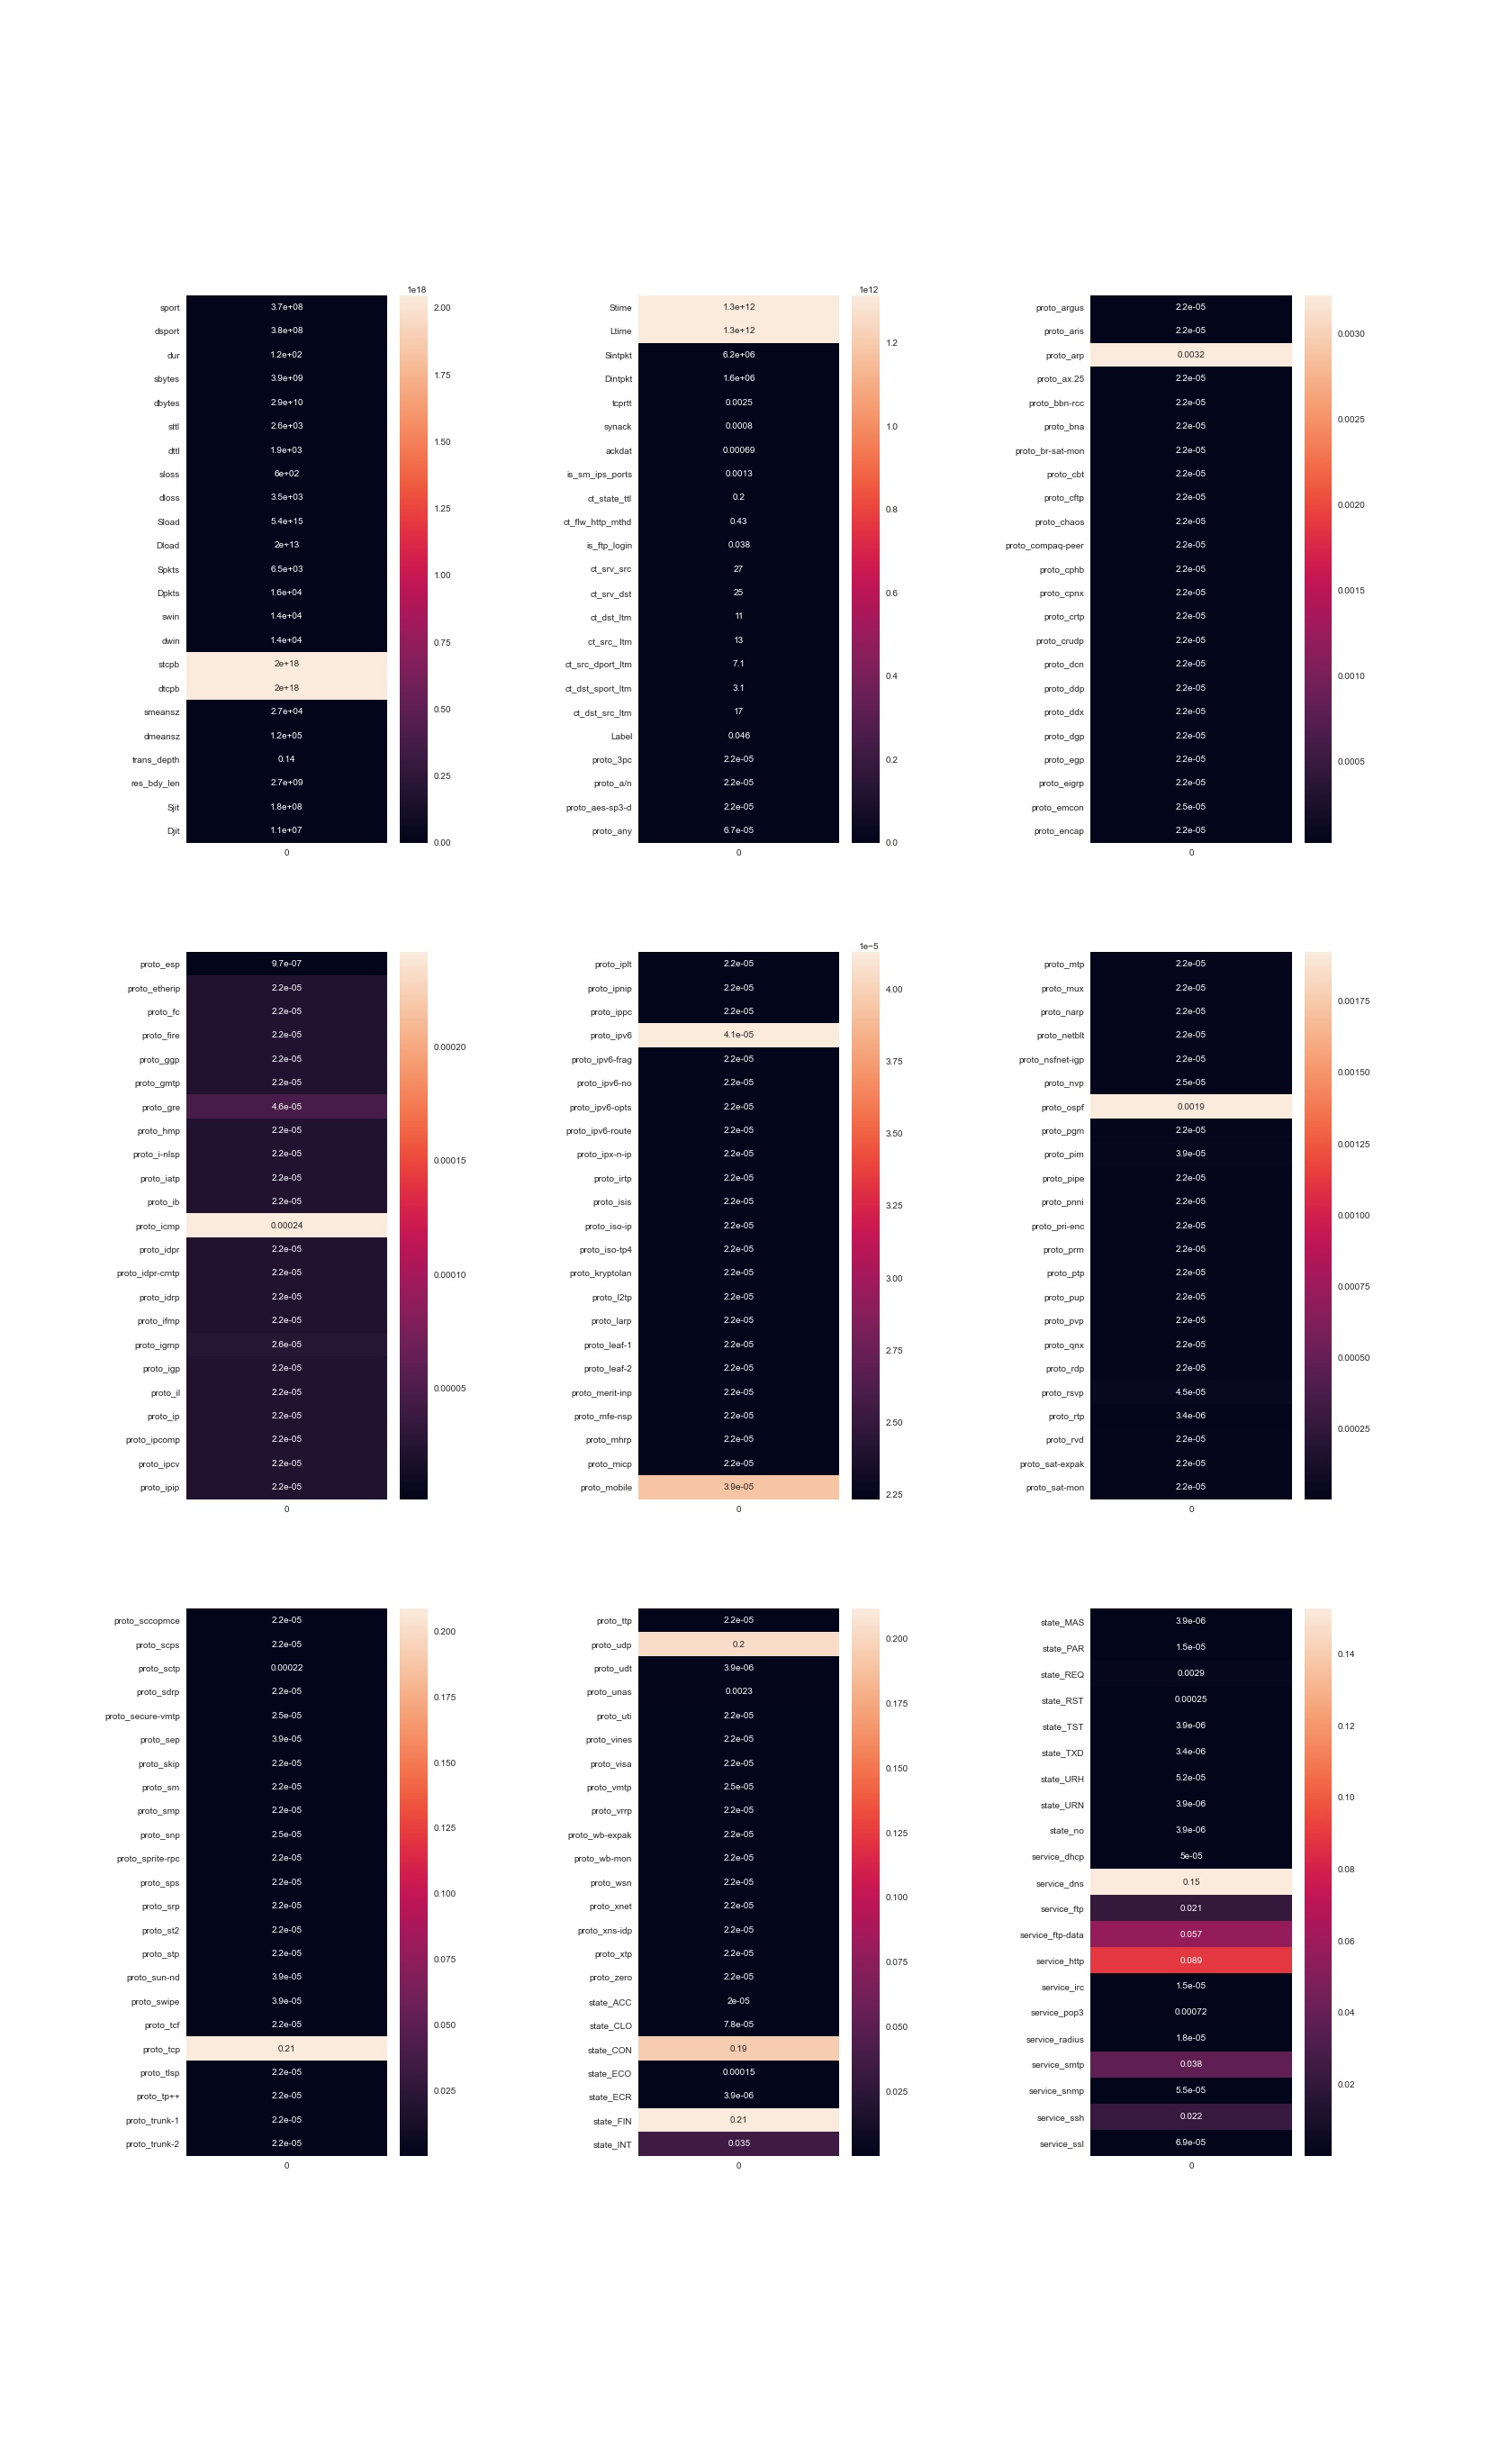 1e18
sport 3.7e+08
dsport 3.8e+08
dur 1.2e+02
sbytes 3.9e+09
dbytes 2.9e+10
sttl 2.6e+03
dttl 1.9e+03
sloss 6e+02
dloss 3.5e+03
Sload 5.4e+15
Dload 2e+13
Spkts 6.5e+03
Dpkts 1.6e+04
swin 1.4e+04
dwin 1.4e+04
stcpb 2e+18
dtcpb 2e+18
smeansz 2.7e+04
dmeansz 1.2e+05
trans_depth 0.14
res_bdy_len 2.7e+09
Sjit 1.8e+08
Djit 1.1e+07
0
2.00
1.75
1.50
1.25
1.00
0.75
0.50
0.25
0.00
1e12
Stime 1.3e+12
Ltime 1.3e+12
Sintpkt 6.2e+06
Dintpkt 1.6e+06
tcprtt 0.0025
synack 0.0008
ackdat 0.00069
is_sm_ips_ports 0.0013
ct_state_ttl 0.2
ct_flw_http_mthd 0.43
is_ftp_login 0.038
ct_srv_src 27
ct_srv_dst 25
ct_dst_ltm 11
ct_src_ ltm 13
ct_src_dport_ltm 7.1
ct_dst_sport_ltm 3.1
ct_dst_src_ltm 17
Label 0.046
proto_3pc 2.2e-05
proto_a/n 2.2e-05
proto_aes-sp3-d 2.2e-05
proto_any 6.7e-05
0
1.2
1.0
0.8
0.6
0.4
0.2
0.0
proto_argus 2.2e-05
proto_aris 2.2e-05
proto_arp 0.0032
proto_ax.25 2.2e-05
proto_bbn-rcc 2.2e-05
proto_bna 2.2e-05
proto_br-sat-mon 2.2e-05
proto_cbt 2.2e-05
proto_cftp 2.2e-05
proto_chaos 2.2e-05
proto_compaq-peer 2.2e-05
proto_cphb 2.2e-05
proto_cpnx 2.2e-05
proto_crtp 2.2e-05
proto_crudp 2.2e-05
proto_dcn 2.2e-05
proto_ddp 2.2e-05
proto_ddx 2.2e-05
proto_dgp 2.2e-05
proto_egp 2.2e-05
proto_eigrp 2.2e-05
proto_emcon 2.5e-05
proto_encap 2.2e-05
0
0.0030
0.0025
0.0020
0.0015
0.0010
0.0005
proto_esp 9.7e-07
proto_etherip 2.2e-05
proto_fc 2.2e-05
proto_fire 2.2e-05
proto_ggp 2.2e-05
proto_gmtp 2.2e-05
proto_gre 4.6e-05
proto_hmp 2.2e-05
proto_i-nlsp 2.2e-05
proto_iatp 2.2e-05
proto_ib 2.2e-05
proto_icmp 0.00024
proto_idpr 2.2e-05
proto_idpr-cmtp 2.2e-05
proto_idrp 2.2e-05
proto_ifmp 2.2e-05
proto_igmp 2.6e-05
proto_igp 2.2e-05
proto_il 2.2e-05
proto_ip 2.2e-05
proto_ipcomp 2.2e-05
proto_ipcv 2.2e-05
proto_ipip 2.2e-05
0
0.00020
0.00015
0.00010
0.00005
1e−5
proto_iplt 2.2e-05
proto_ipnip 2.2e-05
proto_ippc 2.2e-05
proto_ipv6 4.1e-05
proto_ipv6-frag 2.2e-05
proto_ipv6-no 2.2e-05
proto_ipv6-opts 2.2e-05
proto_ipv6-route 2.2e-05
proto_ipx-n-ip 2.2e-05
proto_irtp 2.2e-05
proto_isis 2.2e-05
proto_iso-ip 2.2e-05
proto_iso-tp4 2.2e-05
proto_kryptolan 2.2e-05
proto_l2tp 2.2e-05
proto_larp 2.2e-05
proto_leaf-1 2.2e-05
proto_leaf-2 2.2e-05
proto_merit-inp 2.2e-05
proto_mfe-nsp 2.2e-05
proto_mhrp 2.2e-05
proto_micp 2.2e-05
proto_mobile 3.9e-05
0
4.00
3.75
3.50
3.25
3.00
2.75
2.50
2.25
proto_mtp 2.2e-05
proto_mux 2.2e-05
proto_narp 2.2e-05
proto_netblt 2.2e-05
proto_nsfnet-igp 2.2e-05
proto_nvp 2.5e-05
proto_ospf 0.0019
proto_pgm 2.2e-05
proto_pim 3.9e-05
proto_pipe 2.2e-05
proto_pnni 2.2e-05
proto_pri-enc 2.2e-05
proto_prm 2.2e-05
proto_ptp 2.2e-05
proto_pup 2.2e-05
proto_pvp 2.2e-05
proto_qnx 2.2e-05
proto_rdp 2.2e-05
proto_rsvp 4.5e-05
proto_rtp 3.4e-06
proto_rvd 2.2e-05
proto_sat-expak 2.2e-05
proto_sat-mon 2.2e-05
0
0.00175
0.00150
0.00125
0.00100
0.00075
0.00050
0.00025
proto_sccopmce 2.2e-05
proto_scps 2.2e-05
proto_sctp 0.00022
proto_sdrp 2.2e-05
proto_secure-vmtp 2.5e-05
proto_sep 3.9e-05
proto_skip 2.2e-05
proto_sm 2.2e-05
proto_smp 2.2e-05
proto_snp 2.5e-05
proto_sprite-rpc 2.2e-05
proto_sps 2.2e-05
proto_srp 2.2e-05
proto_st2 2.2e-05
proto_stp 2.2e-05
proto_sun-nd 3.9e-05
proto_swipe 3.9e-05
proto_tcf 2.2e-05
proto_tcp 0.21
proto_tlsp 2.2e-05
proto_tp++ 2.2e-05
proto_trunk-1 2.2e-05
proto_trunk-2 2.2e-05
0
0.200
0.175
0.150
0.125
0.100
0.075
0.050
0.025
proto_ttp 2.2e-05
proto_udp 0.2
proto_udt 3.9e-06
proto_unas 0.0023
proto_uti 2.2e-05
proto_vines 2.2e-05
proto_visa 2.2e-05
proto_vmtp 2.5e-05
proto_vrrp 2.2e-05
proto_wb-expak 2.2e-05
proto_wb-mon 2.2e-05
proto_wsn 2.2e-05
proto_xnet 2.2e-05
proto_xns-idp 2.2e-05
proto_xtp 2.2e-05
proto_zero 2.2e-05
state_ACC 2e-05
state_CLO 7.8e-05
state_CON 0.19
state_ECO 0.00015
state_ECR 3.9e-06
state_FIN 0.21
state_INT 0.035
0
0.200
0.175
0.150
0.125
0.100
0.075
0.050
0.025
state_MAS 3.9e-06
state_PAR 1.5e-05
state_REQ 0.0029
state_RST 0.00025
state_TST 3.9e-06
state_TXD 3.4e-06
state_URH 5.2e-05
state_URN 3.9e-06
state_no 3.9e-06
service_dhcp 5e-05
service_dns 0.15
service_ftp 0.021
service_ftp-data 0.057
service_http 0.089
service_irc 1.5e-05
service_pop3 0.00072
service_radius 1.8e-05
service_smtp 0.038
service_snmp 5.5e-05
service_ssh 0.022
service_ssl 6.9e-05
0
0.14
0.12
0.10
0.08
0.06
0.04
0.02